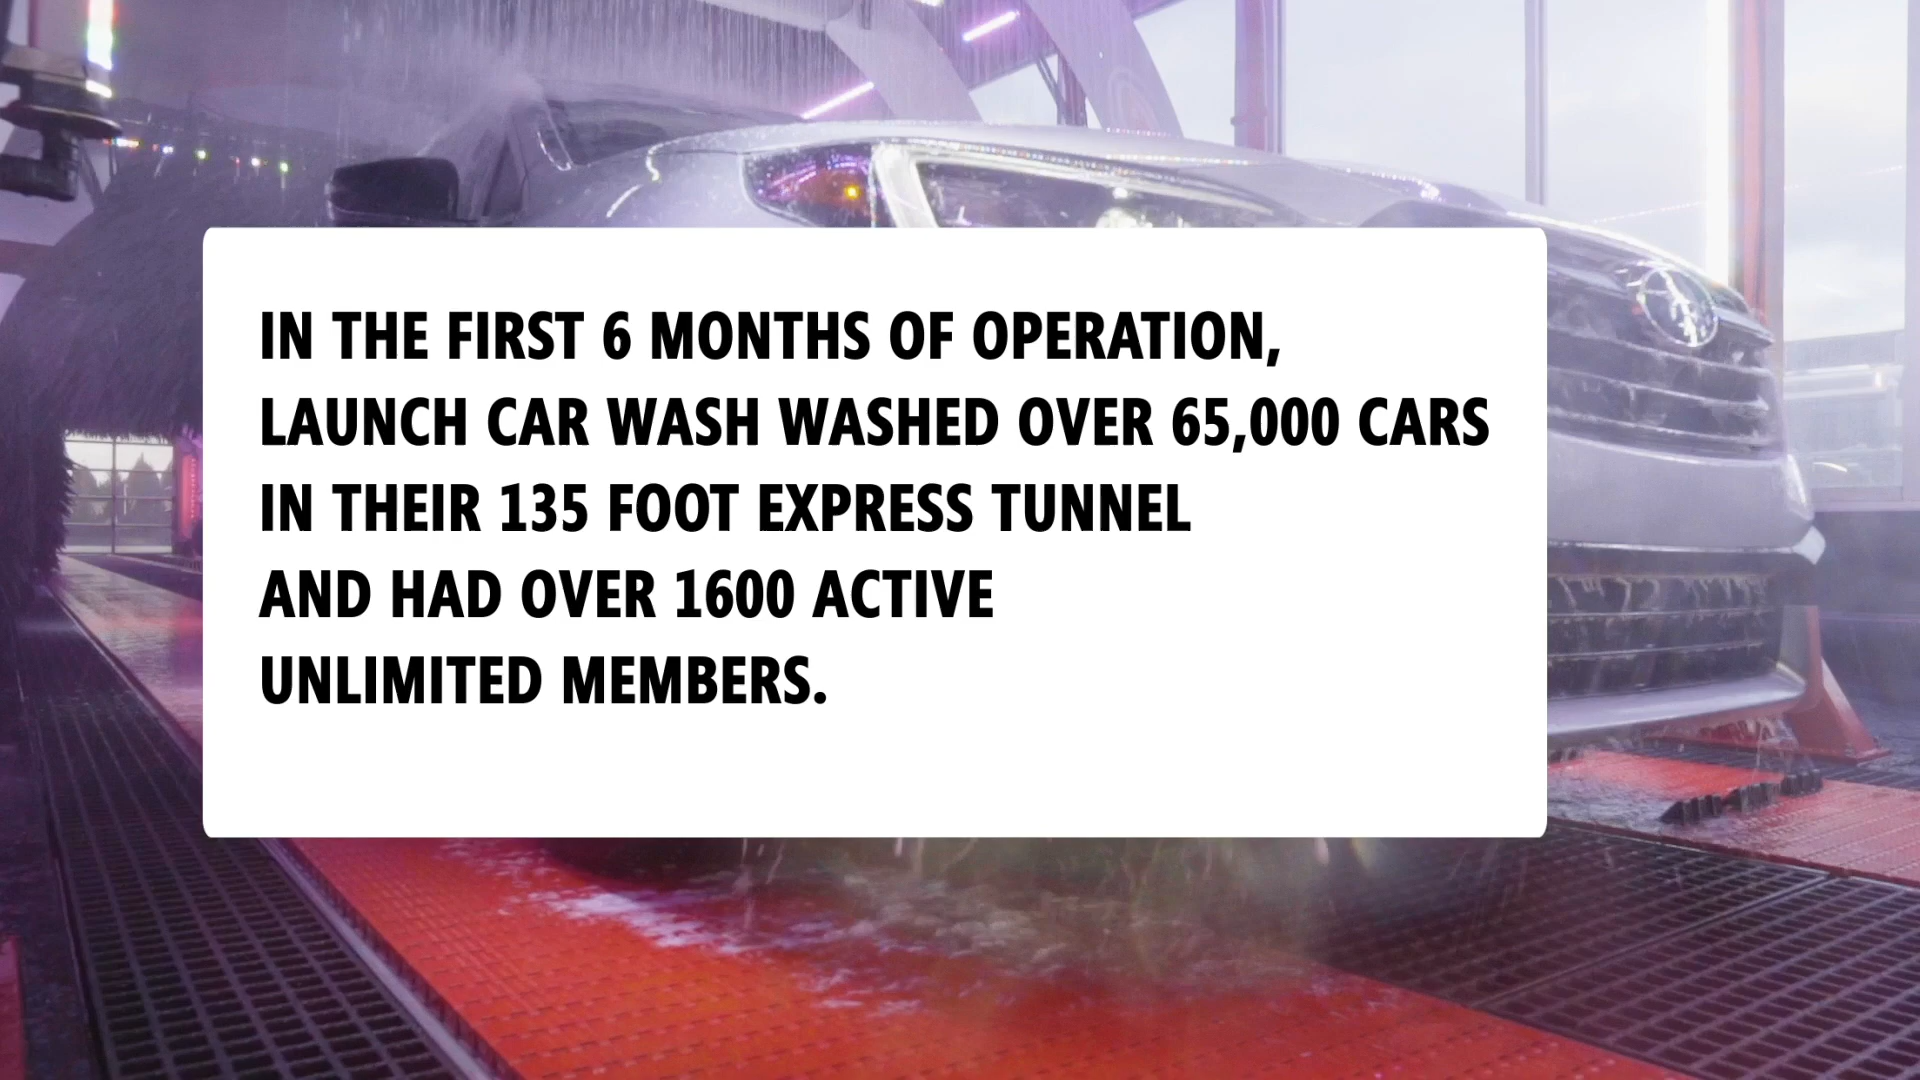 IN THE FIRST 6 MONTHS OF OPERATION,
LAUNCH CAR WASH WASHED OVER 65,000 CARS
IN THEIR 135 FOOT EXPRESS TUNNEL
AND HAD OVER 1600 ACTIVE
UNLIMITED MEMBERS.